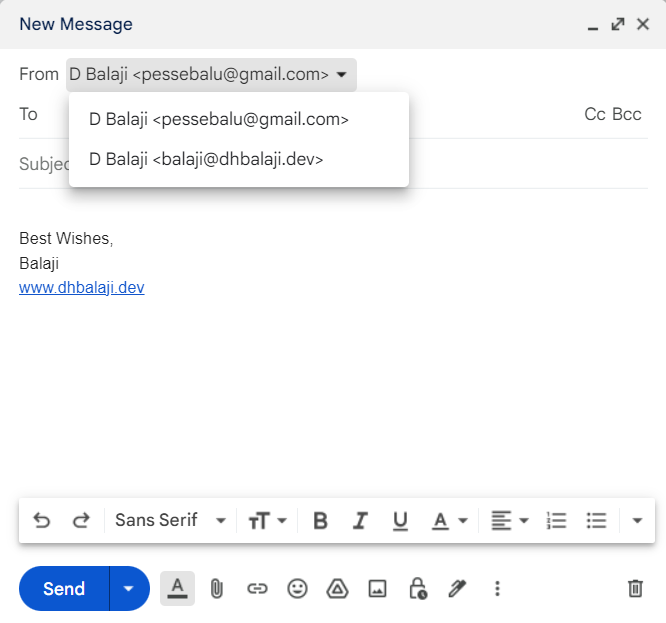 New Message
From D Balaji <pessebalu@gmail.com>
To Cc Bcc
D Balaji <pessebalu@gmail.com>
D Balaji <balaji@dhbalaji.dev>
Subjec
Best Wishes,
Balaji
www.dhbalaji.dev
Sans Serif
Send